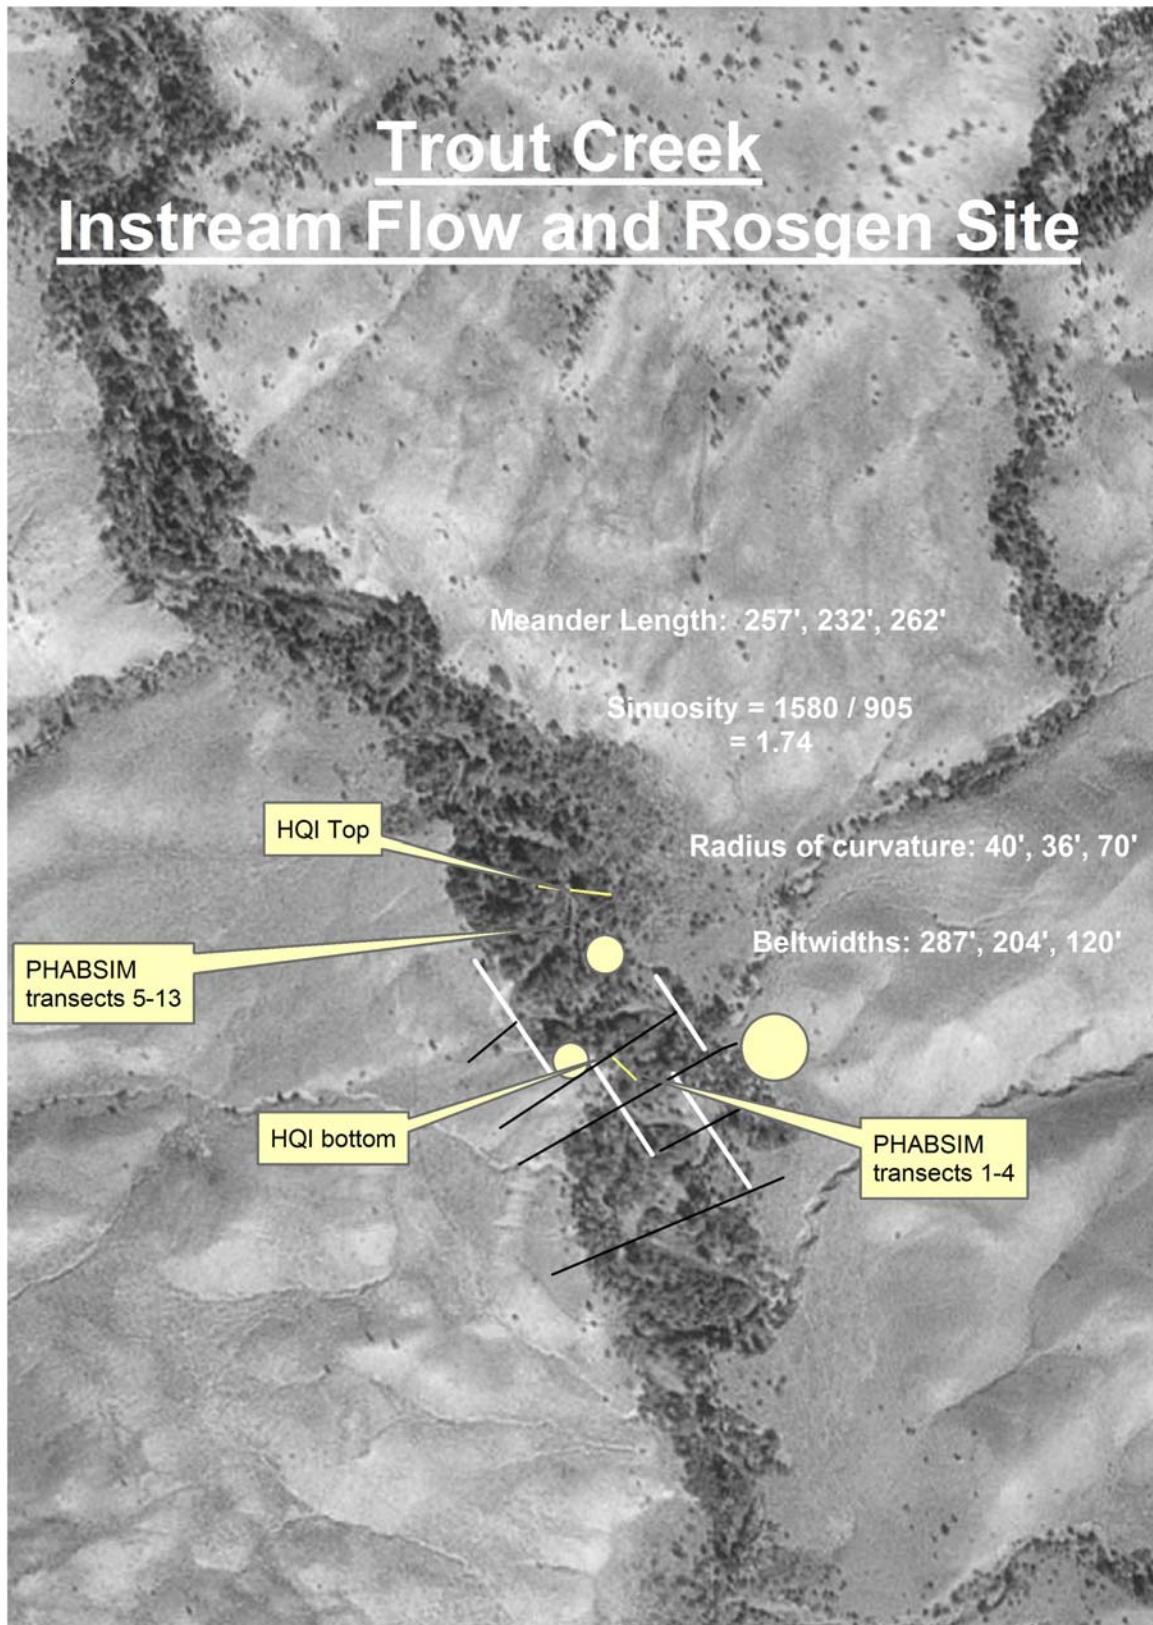 Trout Creek
Instream Flow and Rosgen Site
Meander Length: 257', 232', 262'
Sinuosity = 1580 / 905
= 1.74
HQI Top
Radius of curvature: 40', 36', 70'
Beltwidths: 287', 204', 120'
PHABSIM
transects 5-13
HQI bottom
PHABSIM
transects 1-4